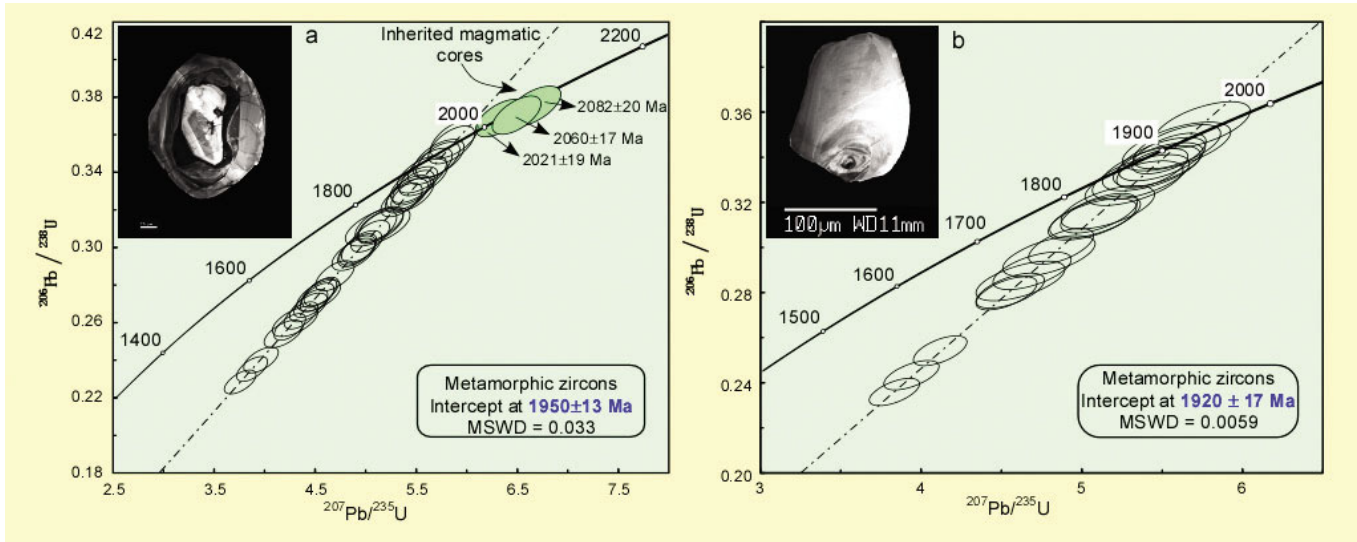 a
Inherited magmatic
cores
2200
2000
2082±20 Ma
2060±17 Ma
2021±19 Ma
1800
1600
1400
0.42
0.38
0.34
0.30
0.26
0.22
0.18
²⁰⁶Pb / ²³⁸U
Metamorphic zircons
Intercept at 1950±13 Ma
MSWD = 0.033
2.5 3.5 4.5 5.5 6.5 7.5
²⁰⁷Pb/²³⁵U
b
100µm WD11mm
2000
1900
1800
1700
1600
1500
0.36
0.32
0.28
0.24
0.20
²⁰⁶Pb / ²³⁸U
Metamorphic zircons
Intercept at 1920 ± 17 Ma
MSWD = 0.0059
3 4 5 6
²⁰⁷Pb/²³⁵U